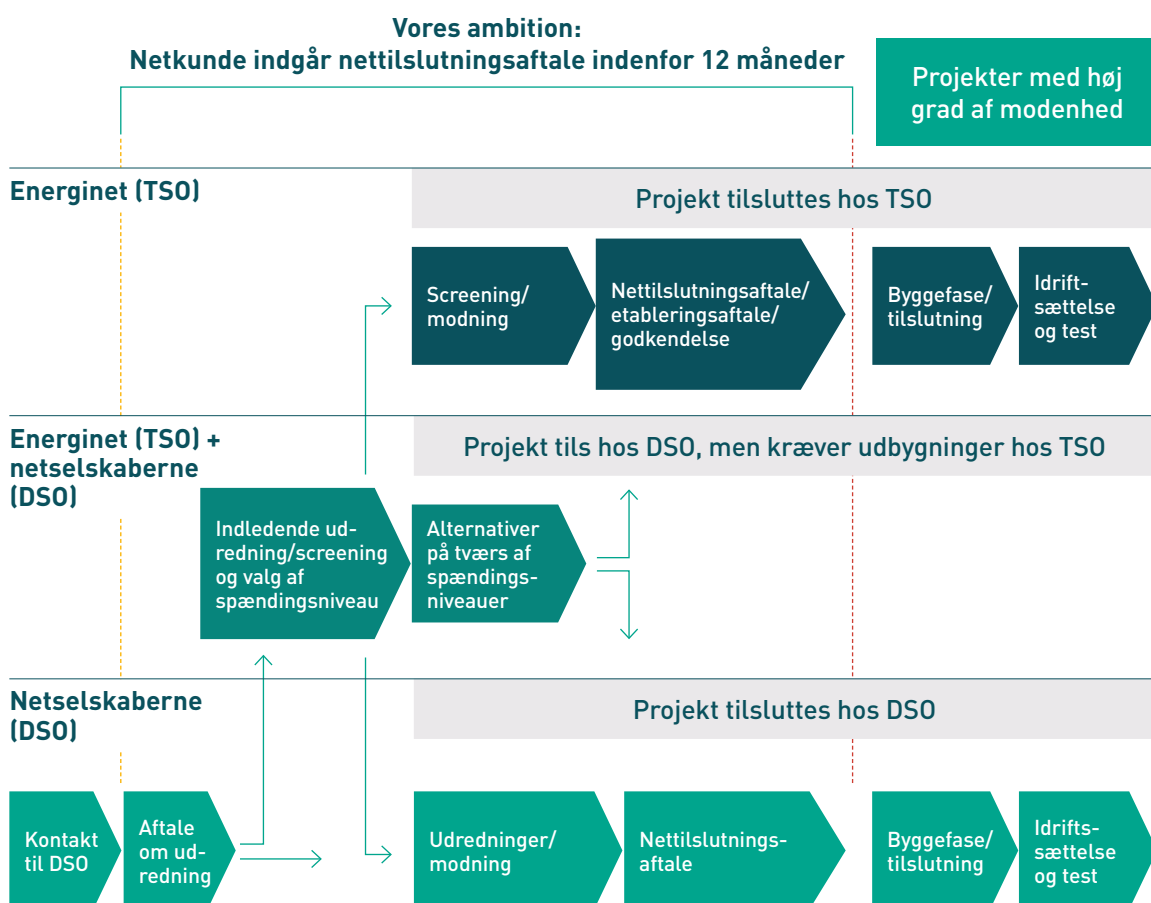 Vores ambition:
Netkunde indgår nettilslutningsaftale indenfor 12 måneder
Projekter med høj
grad af modenhed
Energinet (TSO)
Projekt tilsluttes hos TSO
Screening/
modning
Nettilslutningsaftale/
etableringsaftale/
godkendelse
Byggefase/
tilslutning
Idrift-
sættelse
og test
Energinet (TSO) +
netselskaberne
(DSO)
Projekt tils hos DSO, men kræver udbygninger hos TSO
Indledende ud-
redning/screening
og valg af
spændingsniveau
Alternativer
på tværs af
spændings-
niveauer
Netselskaberne
(DSO)
Projekt tilsluttes hos DSO
Kontakt
til DSO
Aftale
om ud-
redning
Udredninger/
modning
Nettilslutnings-
aftale
Byggefase/
tilslutning
Idrifts-
sættelse
og test